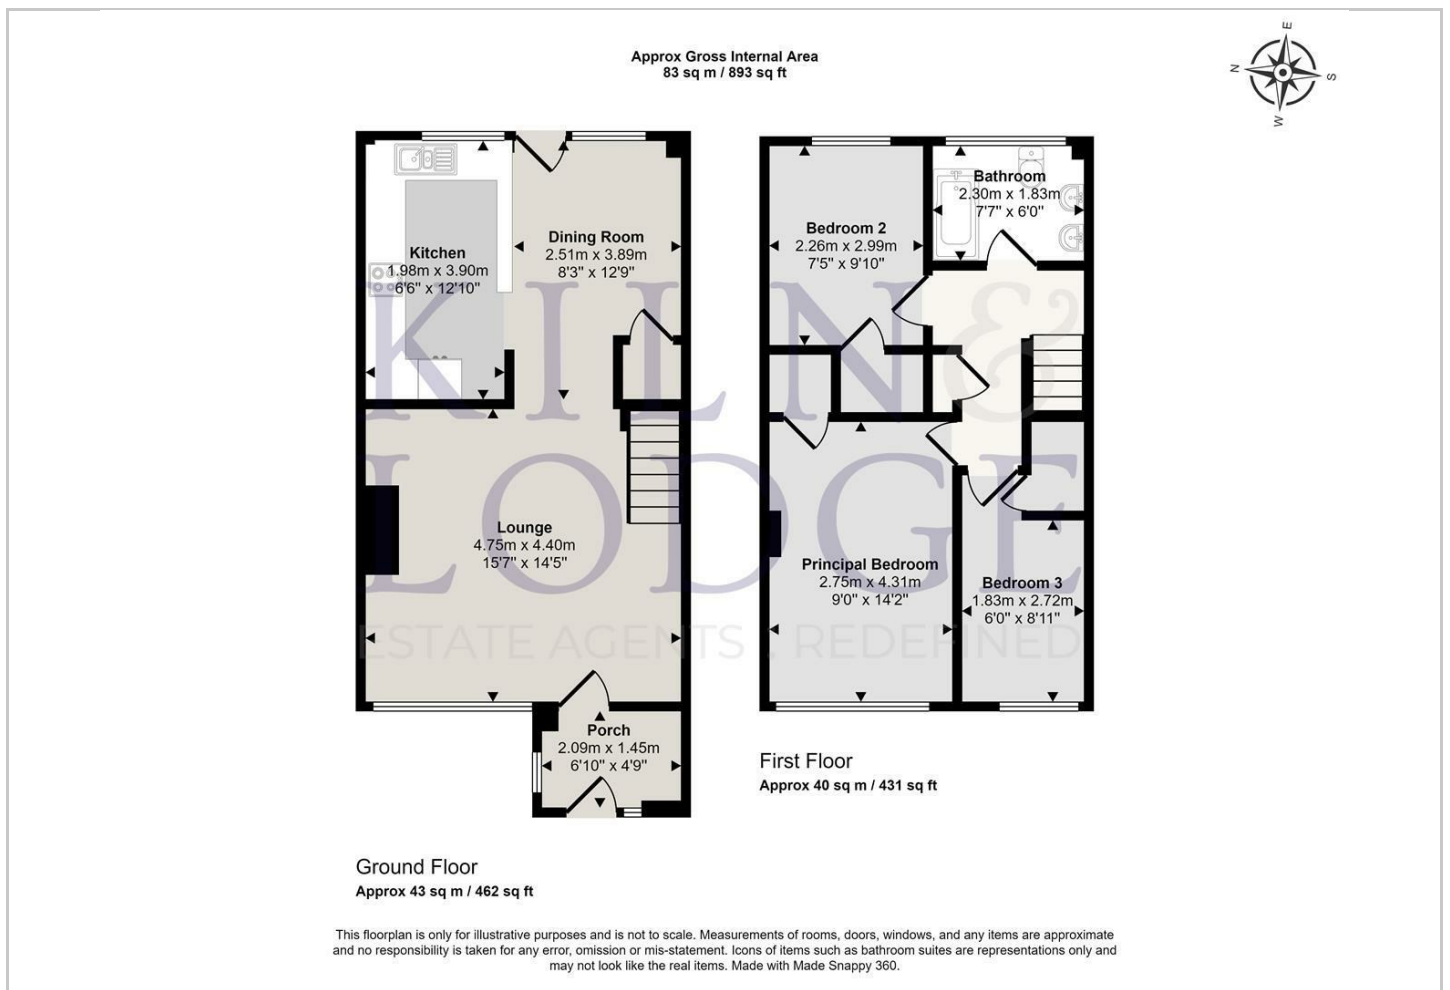 Approx Gross Internal Area
83 sq m / 893 sq ft
E
N
S
W
Kitchen
1.98m x 3.90m
6'6" x 12'10"
Dining Room
2.51m x 3.89m
8'3" x 12'9"
Lounge
4.75m x 4.40m
15'7" x 14'5"
Porch
2.09m x 1.45m
6'10" x 4'9"
Ground Floor
Approx 43 sq m / 462 sq ft
Bedroom 2
2.26m x 2.99m
7'5" x 9'10"
Bathroom
2.30m x 1.83m
7'7" x 6'0"
Principal Bedroom
2.75m x 4.31m
9'0" x 14'2"
Bedroom 3
1.83m x 2.72m
6'0" x 8'11"
First Floor
Approx 40 sq m / 431 sq ft
KILN &
LODGE
ESTATE AGENTS . REDEFINED
This floorplan is only for illustrative purposes and is not to scale. Measurements of rooms, doors, windows, and any items are approximate
and no responsibility is taken for any error, omission or mis-statement. Icons of items such as bathroom suites are representations only and
may not look like the real items. Made with Made Snappy 360.